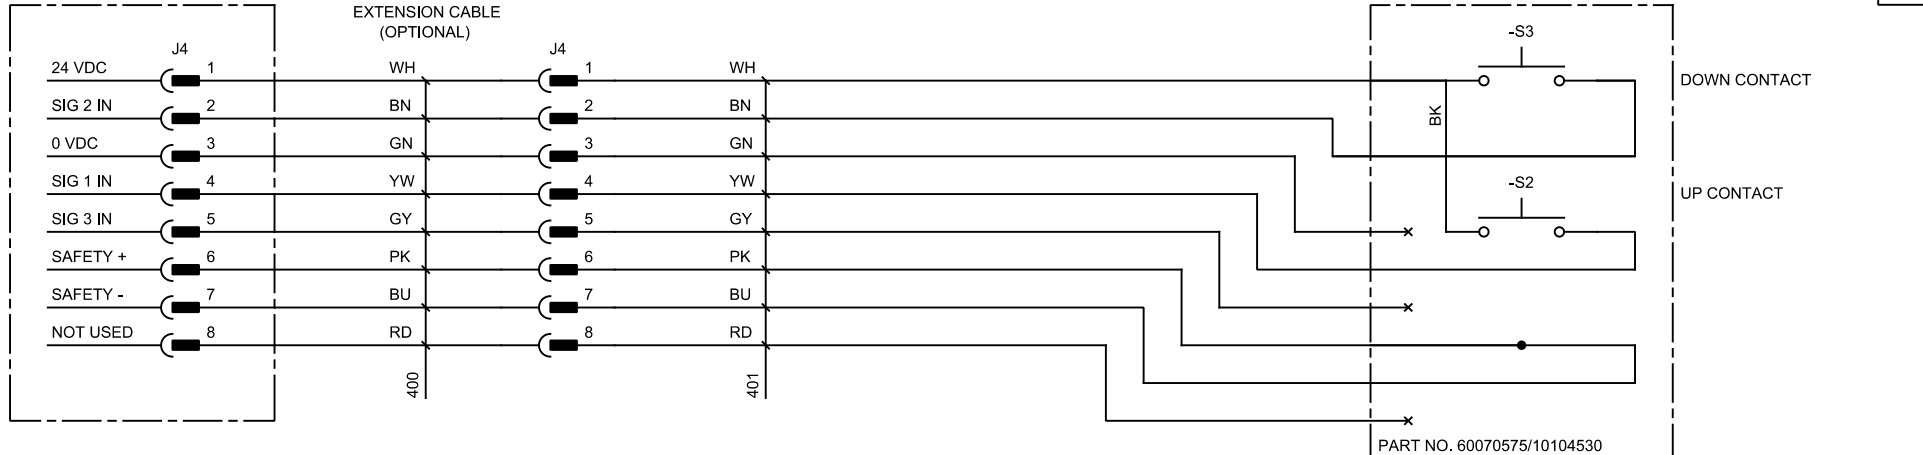 EXTENSION CABLE
(OPTIONAL)
-S3
J4
J4
24 VDC 1 WH 1 WH DOWN CONTACT
SIG 2 IN 2 BN 2 BN BK
0 VDC 3 GN 3 GN
SIG 1 IN 4 YW 4 YW -S2 UP CONTACT
SIG 3 IN 5 GY 5 GY
SAFETY + 6 PK 6 PK
SAFETY - 7 BU 7 BU
NOT USED 8 RD 8 RD
400
401
PART NO. 60070575/10104530